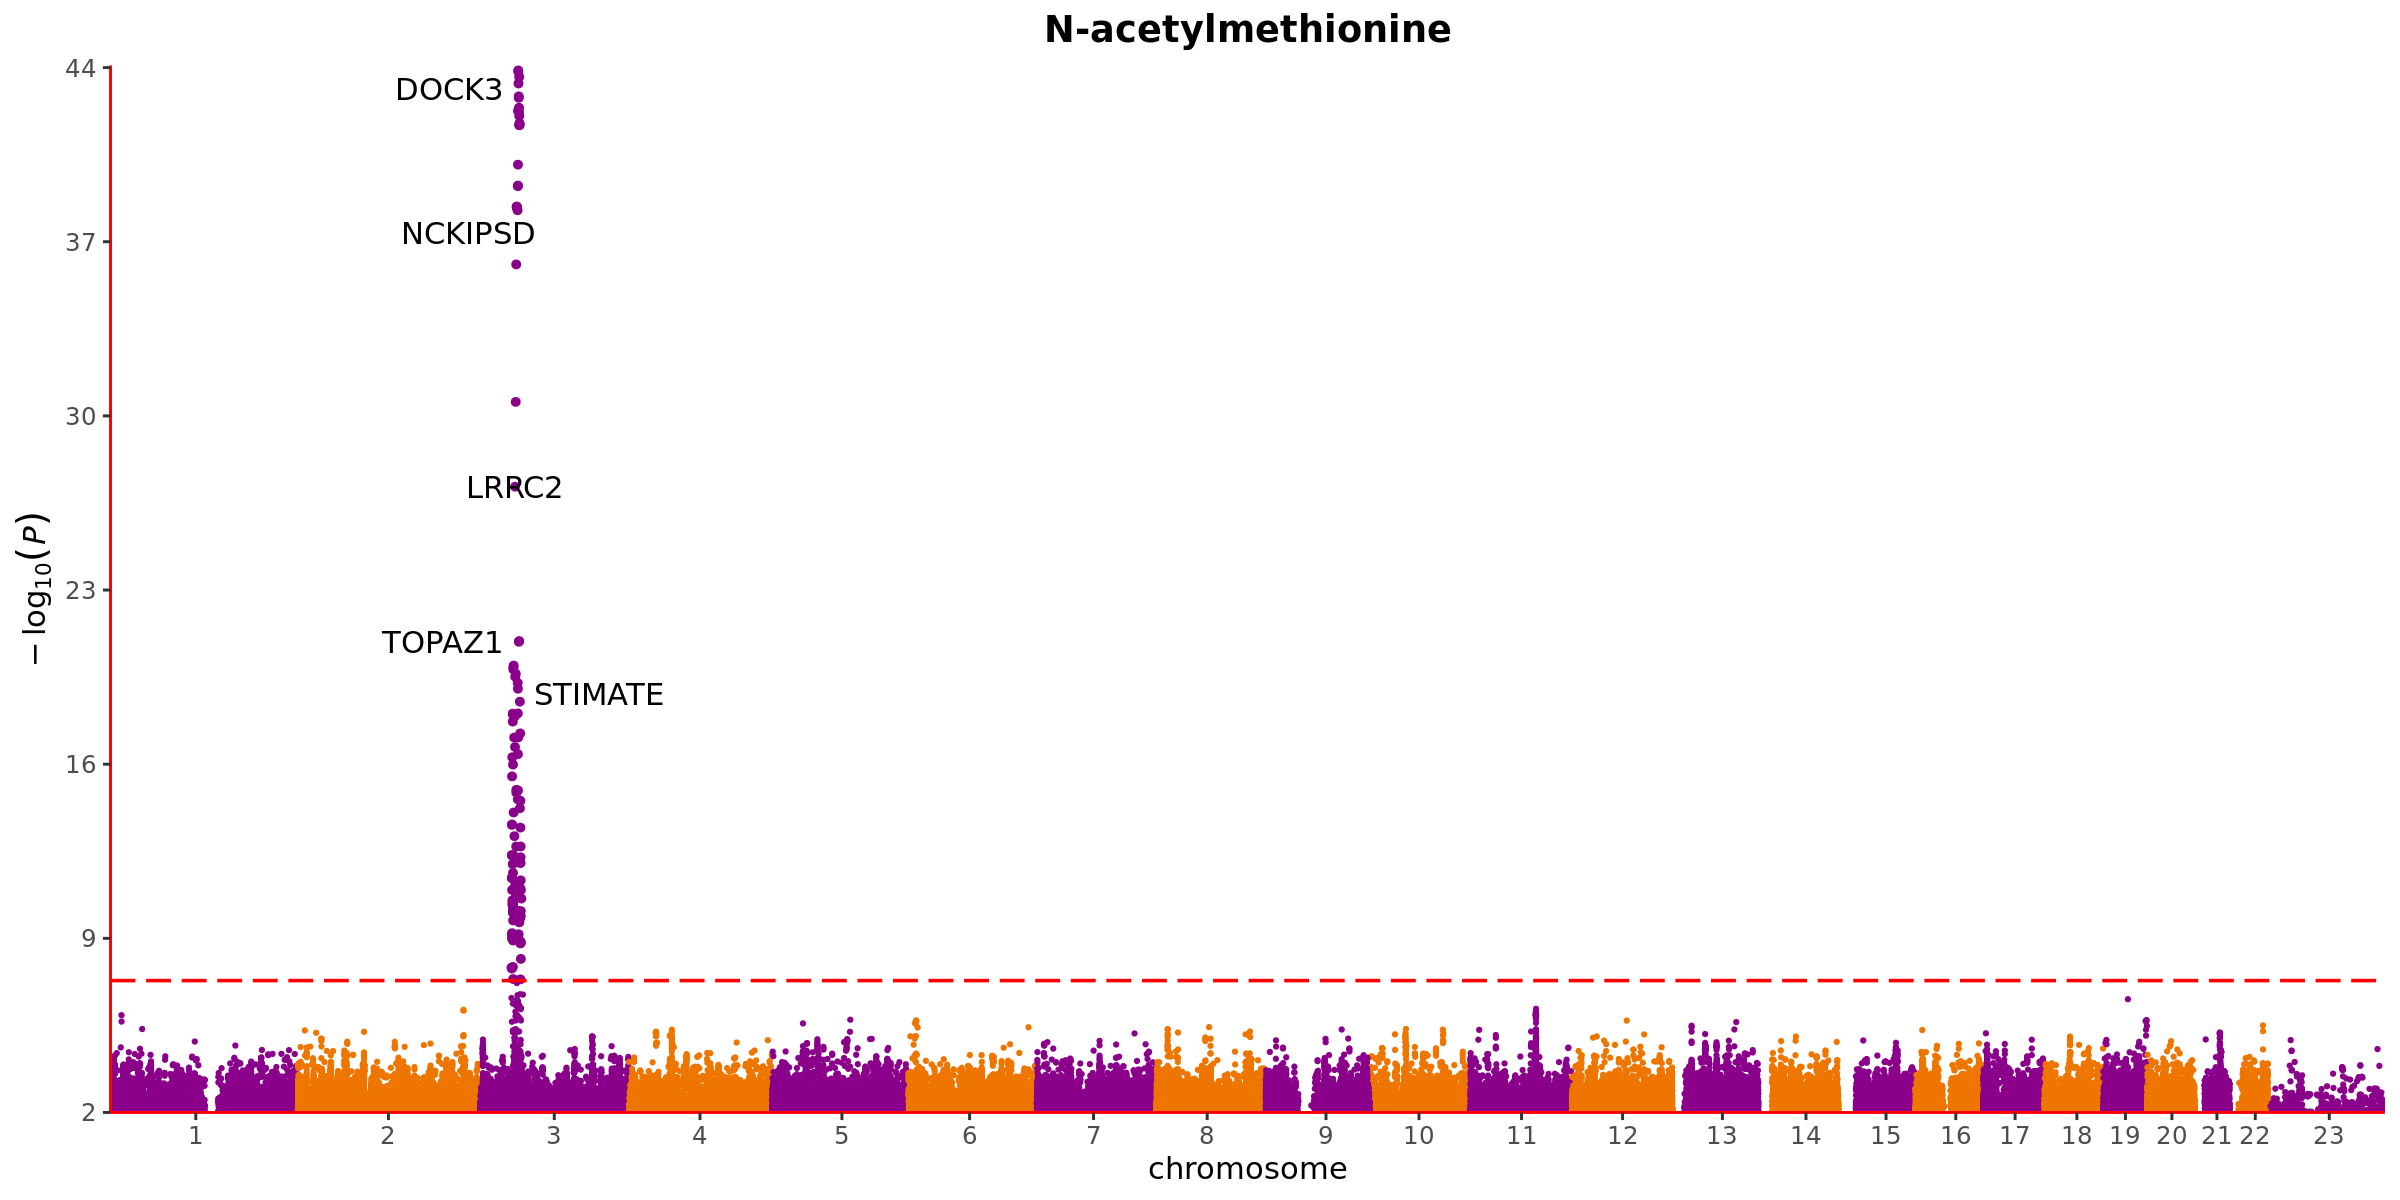 N-acetylmethionine
44
DOCK3
37
NCKIPSD
30
LRRC2
23
TOPAZ1
STIMATE
16
9
2
− log10(P)
1 2 3 4 5 6 7 8 9 10 11 12 13 14 15 16 17 18 19 20 21 22 23
chromosome